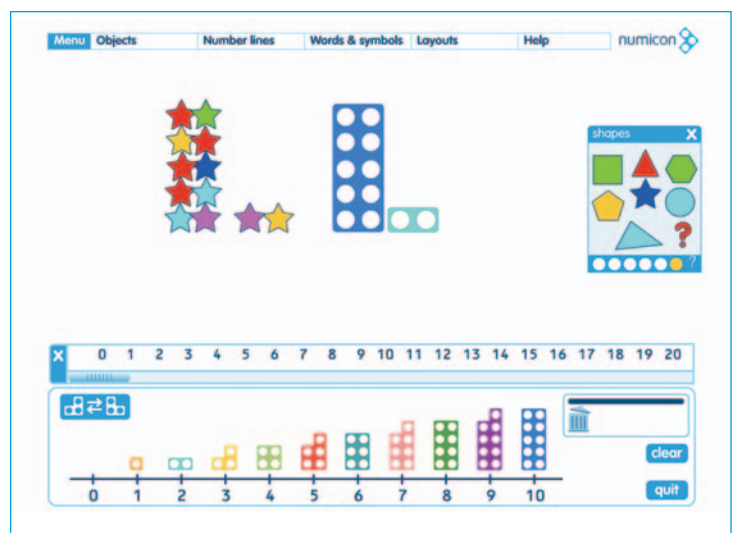 Menu Objects Number lines Words & symbols Layouts Help numicon
shapes X
?
?
X 0 1 2 3 4 5 6 7 8 9 10 11 12 13 14 15 16 17 18 19 20
clear
0 1 2 3 4 5 6 7 8 9 10
quit